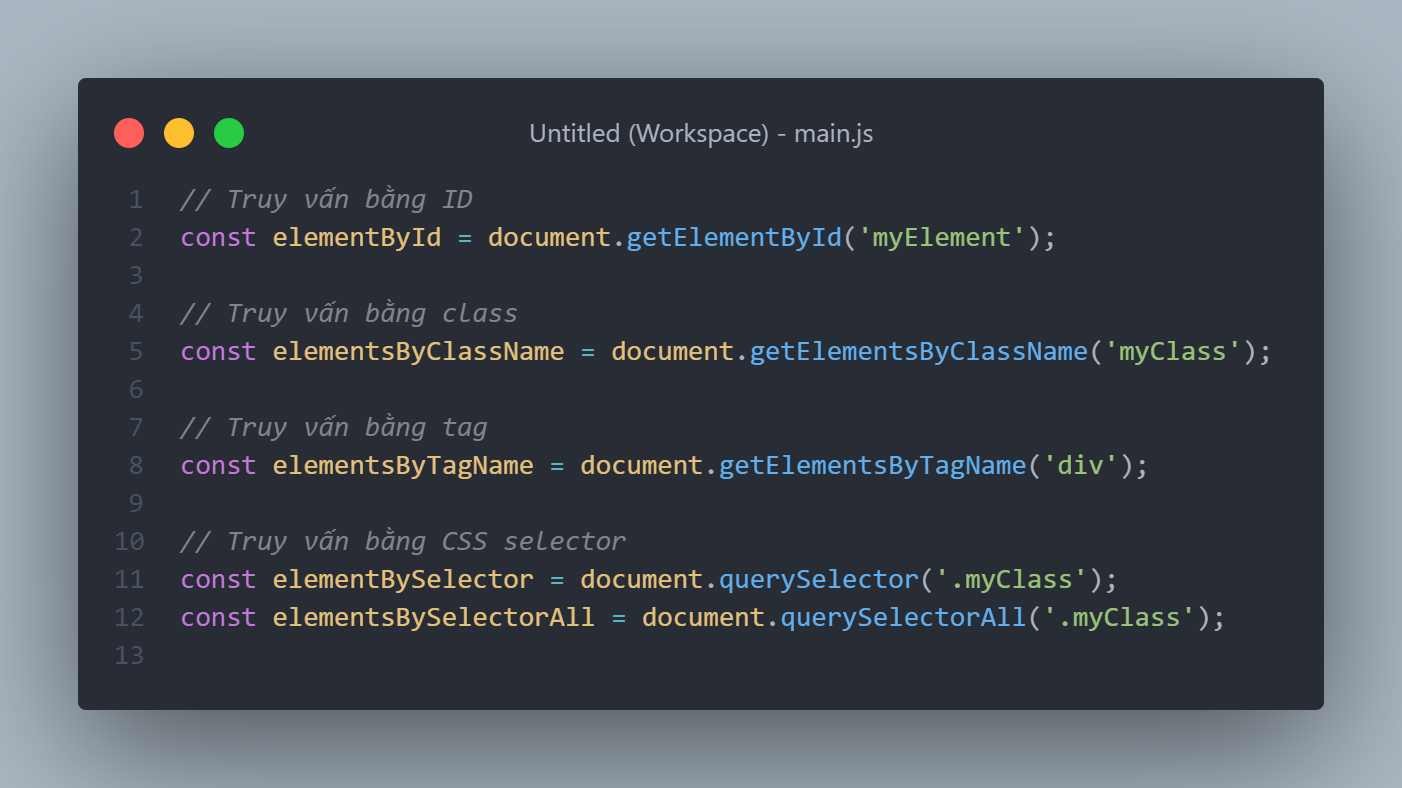 Untitled (Workspace) - main.js
1 // Truy vấn bằng ID
2 const elementById = document.getElementById('myElement');
3
4 // Truy vấn bằng class
5 const elementsByClassName = document.getElementsByClassName('myClass');
6
7 // Truy vấn bằng tag
8 const elementsByTagName = document.getElementsByTagName('div');
9
10 // Truy vấn bằng CSS selector
11 const elementBySelector = document.querySelector('.myClass');
12 const elementsBySelectorAll = document.querySelectorAll('.myClass');
13